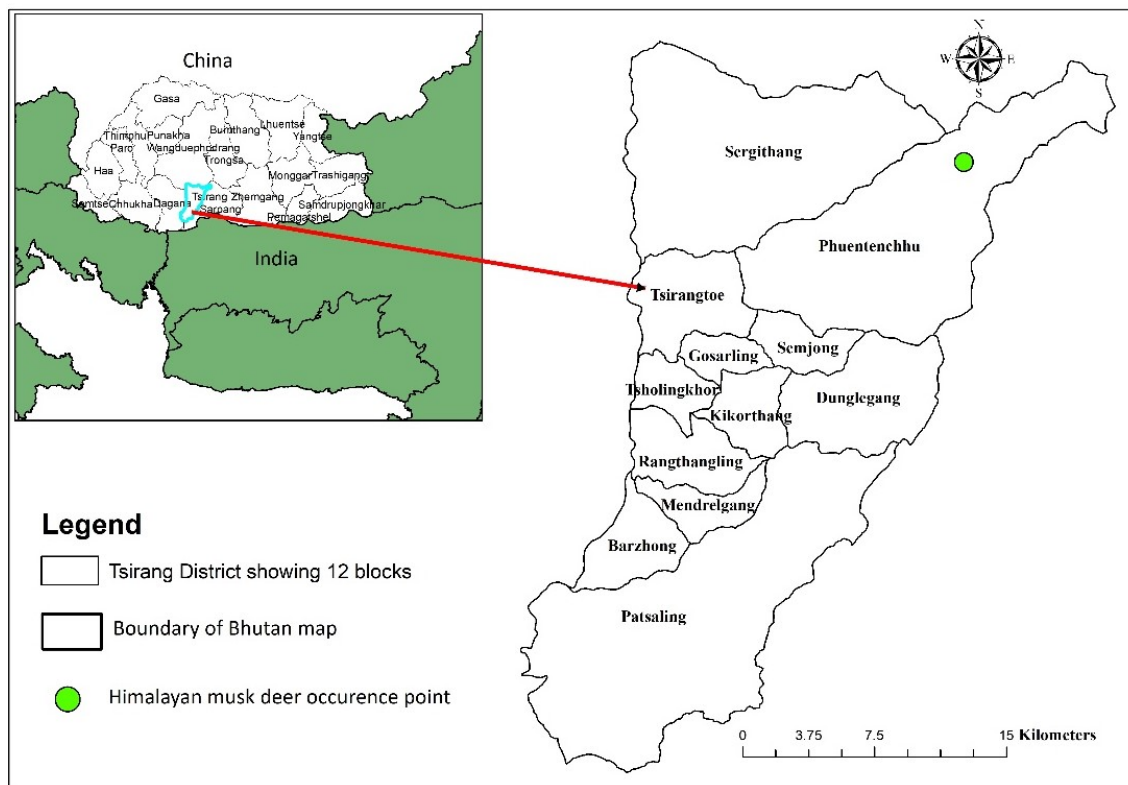 China
Gasa
Lhuentse
Bumthang
Yangtse
Thimphu
Punakha
Paro
Wangduephodrang
Trongsa
Haa
Monggar
Trashigang
Dagana
Tsirang
Zhemgang
Samtse
Chhukha
Sarpang
Samdrupjongkhar
Pemagatshel
India
N
W
E
S
Sergithang
Phuentenchhu
Tsirangtoe
Semjong
Gosarling
Tsholingkhor
Dunglegang
Kikorthang
Rangthangling
Mendrelgang
Barzhong
Patsaling
Legend
Tsirang District showing 12 blocks
Boundary of Bhutan map
Himalayan musk deer occurence point
0 3.75 7.5 15 Kilometers